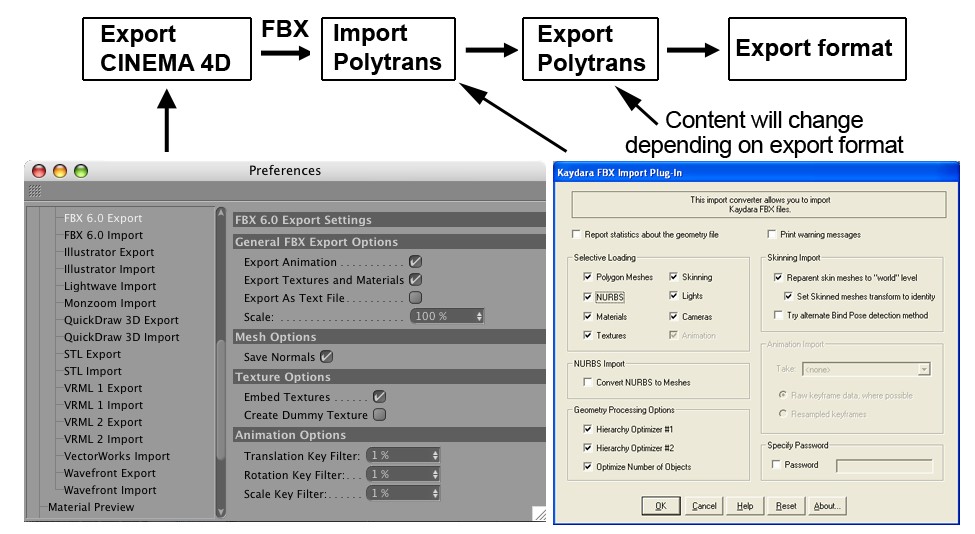 Export
CINEMA 4D
FBX
Import
Polytrans
Export
Polytrans
Export format
Content will change
depending on export format
Preferences
FBX 6.0 Export
FBX 6.0 Import
Illustrator Export
Illustrator Import
Lightwave Import
Monzoom Import
QuickDraw 3D Export
QuickDraw 3D Import
STL Export
STL Import
VRML 1 Export
VRML 1 Import
VRML 2 Export
VRML 2 Import
VectorWorks Import
Wavefront Export
Wavefront Import
Material Preview
FBX 6.0 Export Settings
General FBX Export Options
Export Animation . . . . . . . . . .
Export Textures and Materials
Export As Text File . . . . . . . . .
Scale: . . . . . . . . . . . . . . . . . . 100 %
Mesh Options
Save Normals
Texture Options
Embed Textures . . . . .
Create Dummy Texture
Animation Options
Translation Key Filter: 1 %
Rotation Key Filter: . . . 1 %
Scale Key Filter: . . . . . . 1 %
Kaydara FBX Import Plug-In
This import converter allows you to import
Kaydara FBX files.
Report statistics about the geometry file
Print warning messages
Selective Loading
Polygon Meshes
Skinning
NURBS
Lights
Materials
Cameras
Textures
Animation
Skinning Import
Reparent skin meshes to "world" level
Set Skinned meshes transform to identity
Try alternate Bind Pose detection method
NURBS Import
Convert NURBS to Meshes
Animation Import
Take: <none>
Raw keyframe data, where possible
Resampled keyframes
Geometry Processing Options
Hierarchy Optimizer #1
Hierarchy Optimizer #2
Optimize Number of Objects
Specify Password
Password
OK
Cancel
Help
Reset
About...